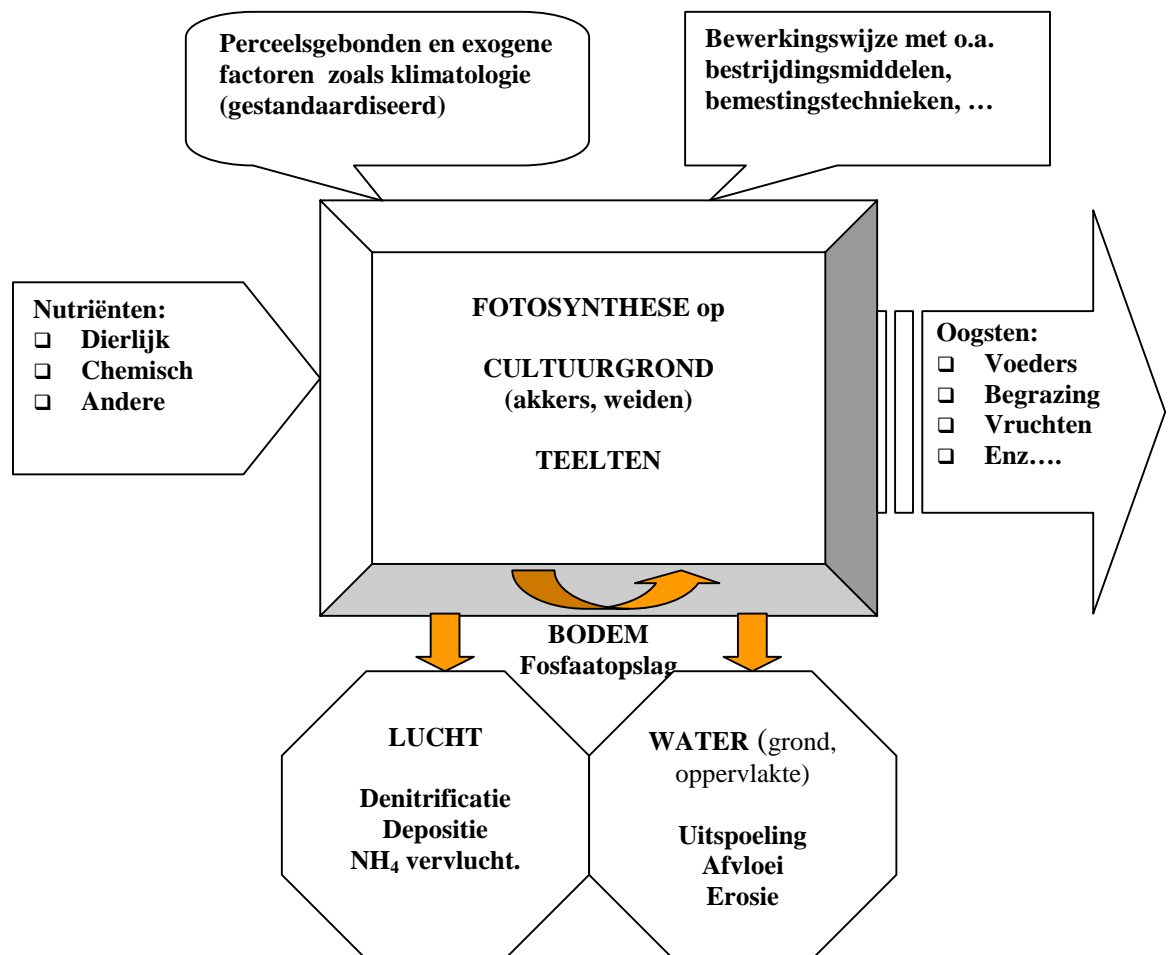 Perceelsgebonden en exogene
factoren zoals klimatologie
(gestandaardiseerd)
Bewerkingswijze met o.a.
bestrijdingsmiddelen,
bemestingstechnieken, …
Nutriënten:
❑ Dierlijk
❑ Chemisch
❑ Andere
FOTOSYNTHESE op
CULTUURGROND
(akkers, weiden)
TEELTEN
Oogsten:
❑ Voeders
❑ Begrazing
❑ Vruchten
❑ Enz….
BODEM
Fosfaatopslag
LUCHT
Denitrificatie
Depositie
NH₄ vervlucht.
WATER (grond,
oppervlakte)
Uitspoeling
Afvloei
Erosie